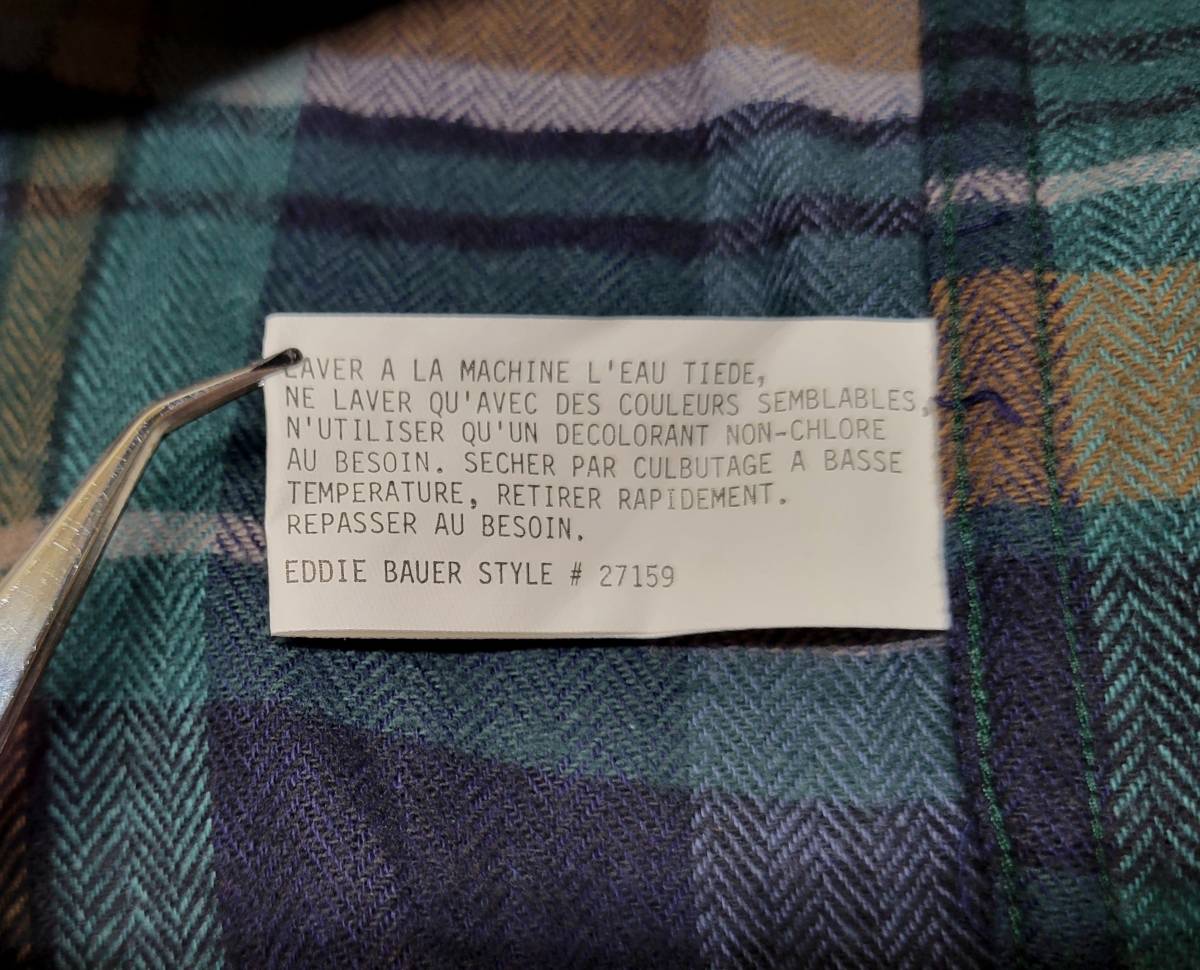 LAVER A LA MACHINE L'EAU TIEDE,
NE LAVER QU'AVEC DES COULEURS SEMBLABLES,
N'UTILISER QU'UN DECOLORANT NON-CHLORE
AU BESOIN. SECHER PAR CULBUTAGE A BASSE
TEMPERATURE, RETIRER RAPIDEMENT.
REPASSER AU BESOIN.
EDDIE BAUER STYLE # 27159